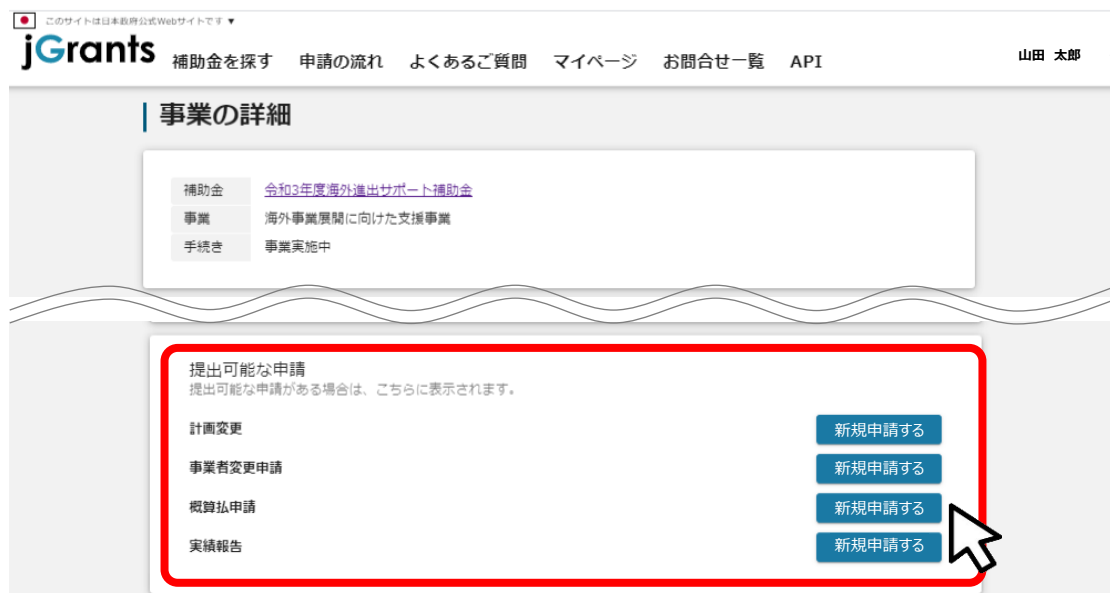 このサイトは日本政府公式Webサイトです ▼
jGrants 補助金を探す 申請の流れ よくあるご質問 マイページ お問合せ一覧 API 山田 太郎
事業の詳細
補助金 令和3年度海外進出サポート補助金
事業 海外事業展開に向けた支援事業
手続き 事業実施中
提出可能な申請
提出可能な申請がある場合は、こちらに表示されます。
計画変更 新規申請する
事業者変更申請 新規申請する
概算払申請 新規申請する
実績報告 新規申請する